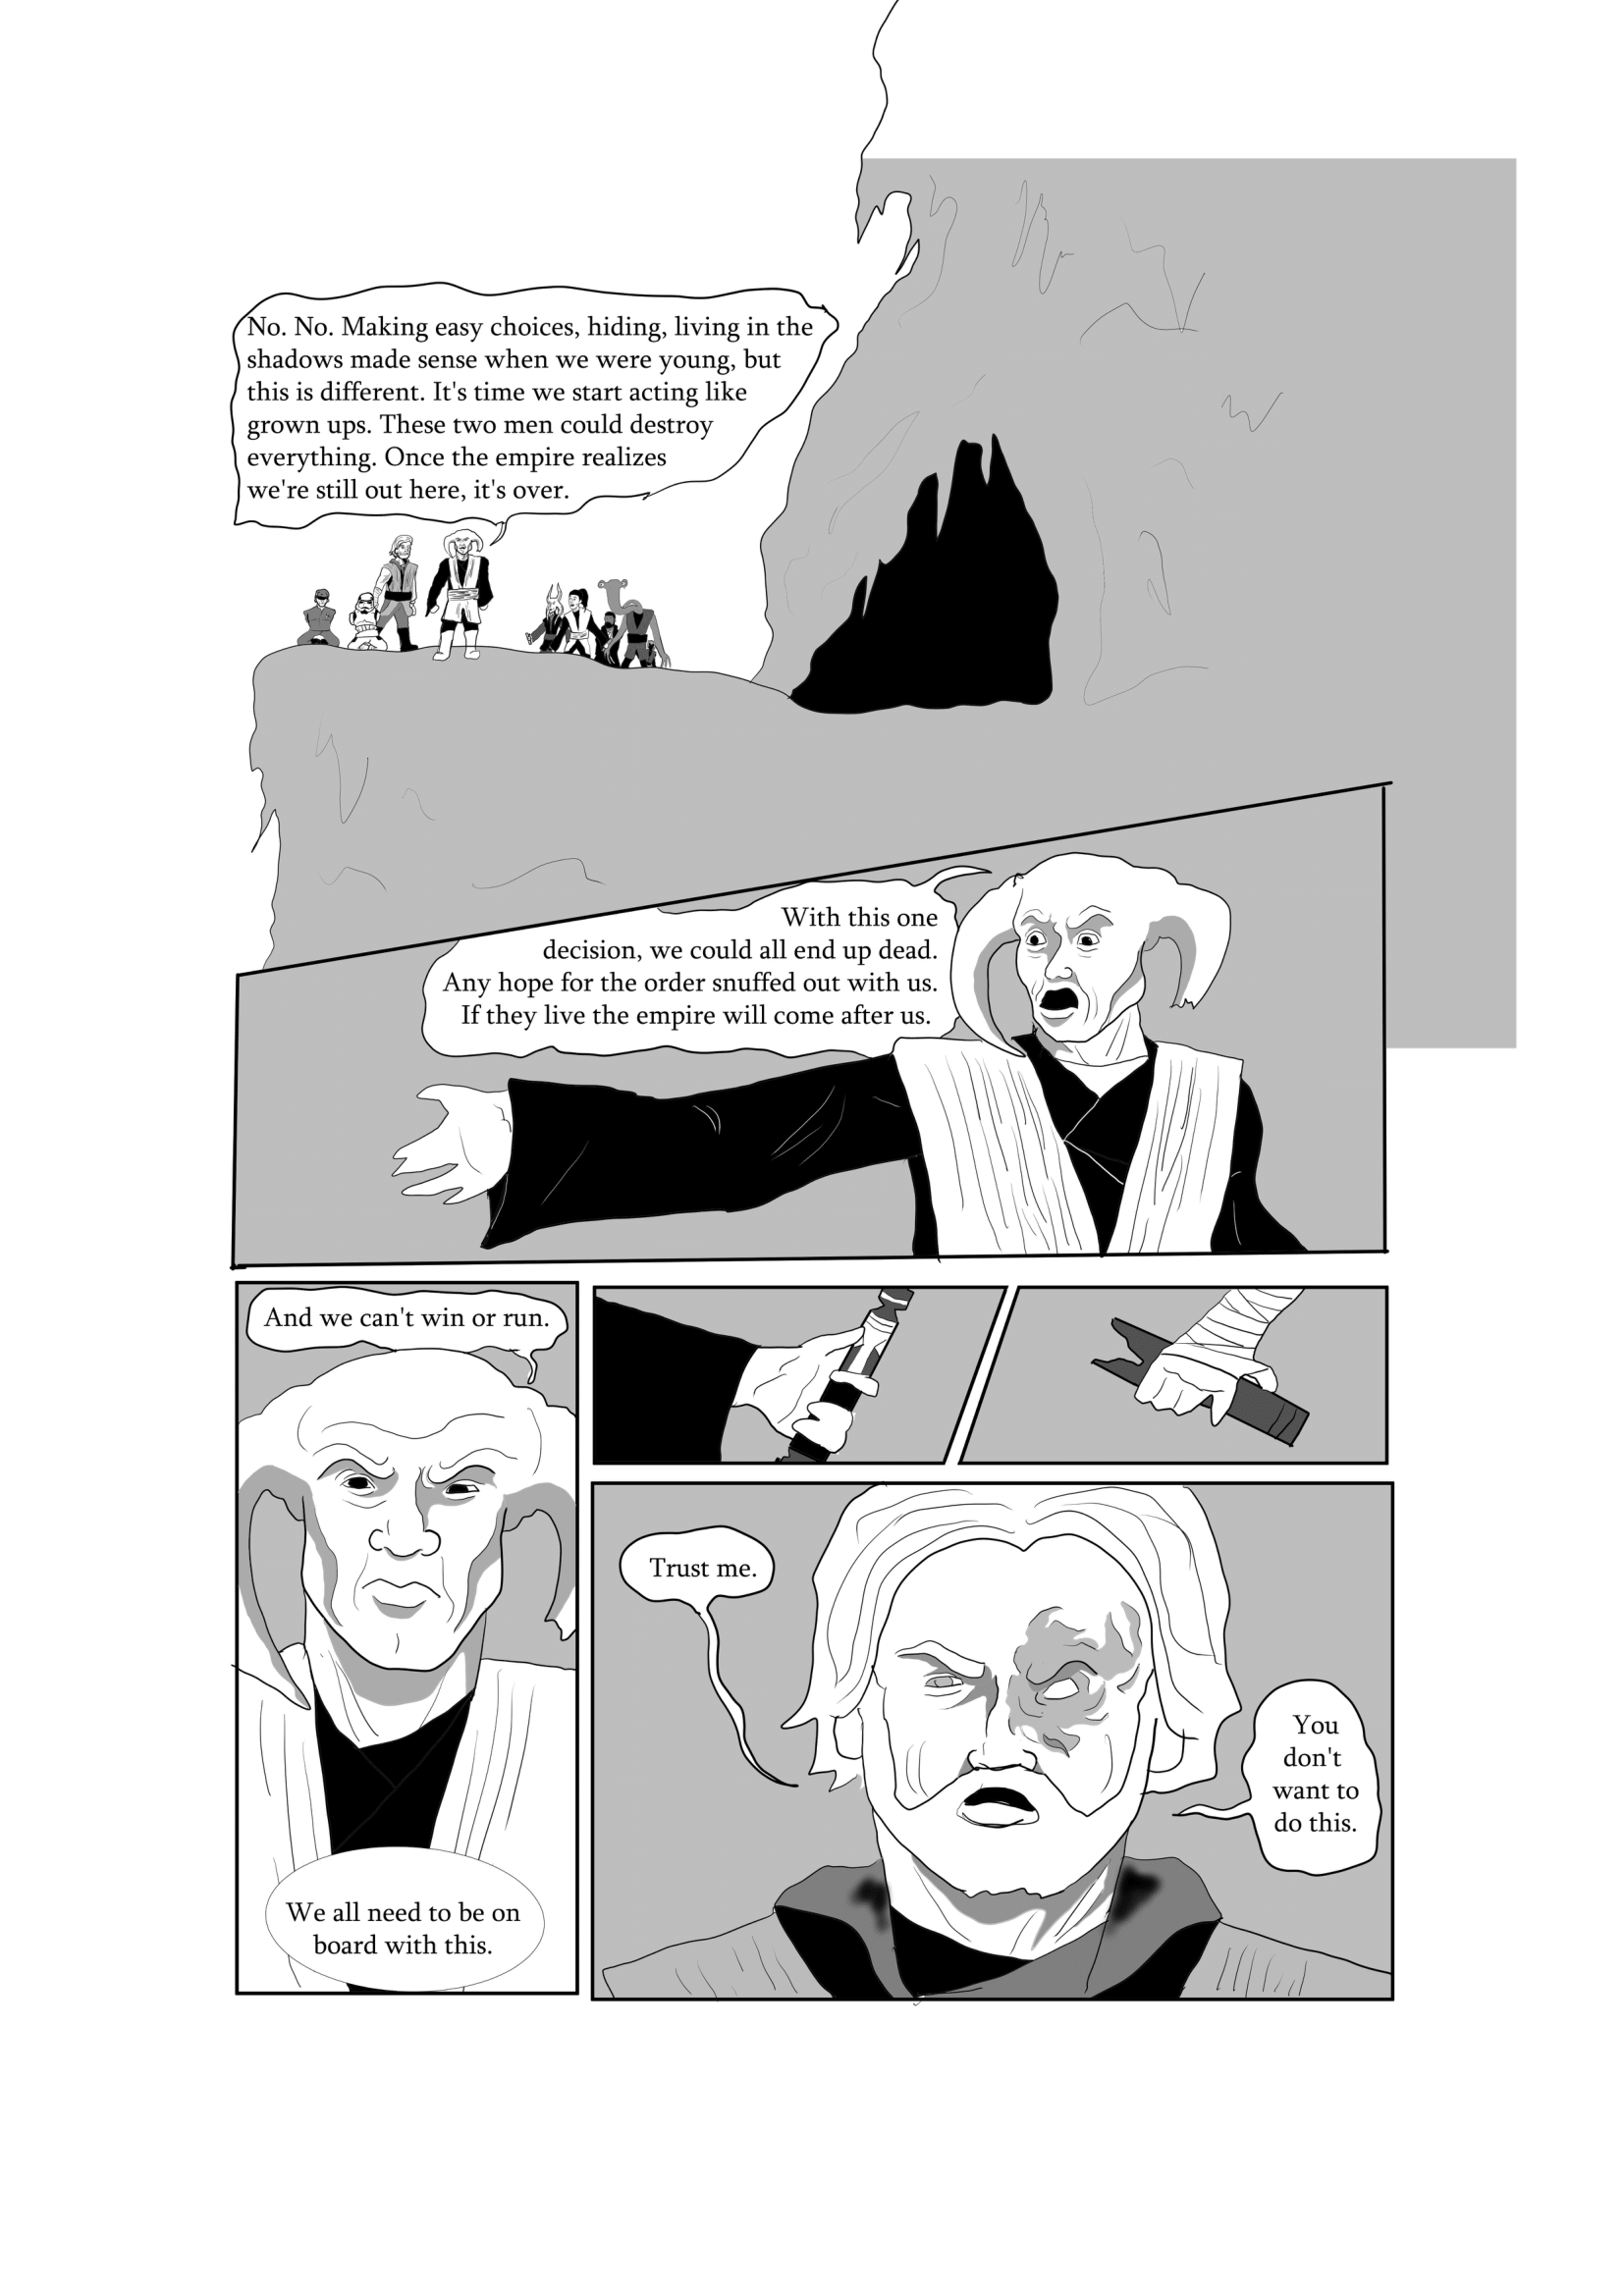 No. No. Making easy choices, hiding, living in the
shadows made sense when we were young, but
this is different. It's time we start acting like
grown ups. These two men could destroy
everything. Once the empire realizes
we're still out here, it's over.
With this one
decision, we could all end up dead.
Any hope for the order snuffed out with us.
If they live the empire will come after us.
And we can't win or run.
We all need to be on
board with this.
Trust me.
You
don't
want to
do this.